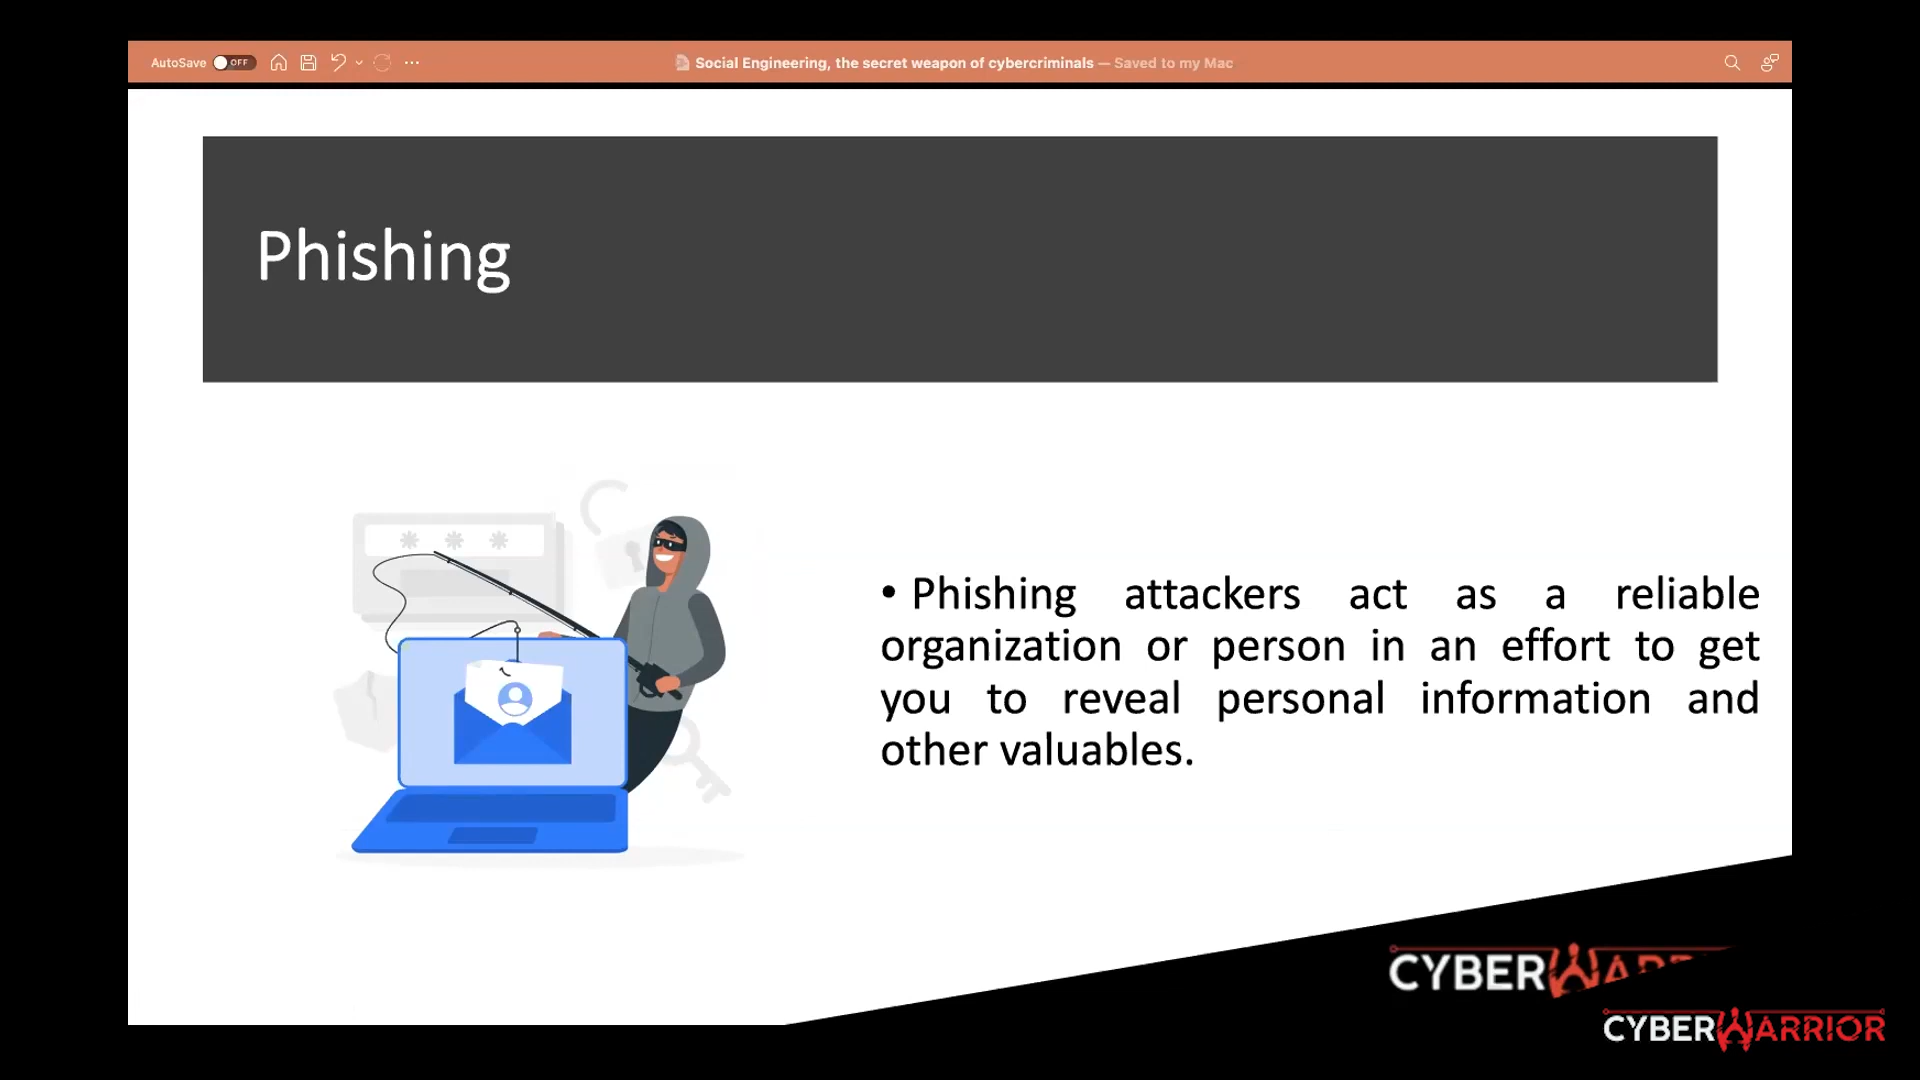 AutoSave OFF
Social Engineering, the secret weapon of cybercriminals — Saved to my Mac
Phishing
* * *
• Phishing attackers act as a reliable
organization or person in an effort to get
you to reveal personal information and
other valuables.
CYBERWARR
CYBERWARRIOR